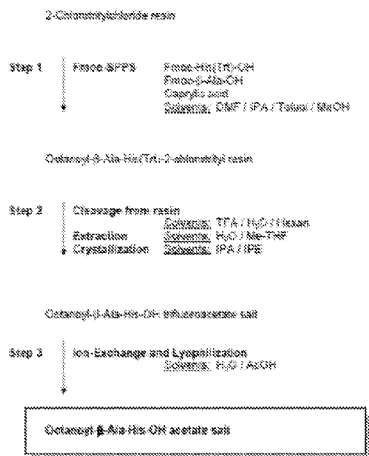 2-Chlorotritylchloride resin
Step 1 Fmoc-SPPS Fmoc-His(Trt)-OH
Fmoc-β-Ala-OH
Caprylic acid
Solvents: DMF / IPA / Toluol / MeOH
Octanoyl-β-Ala-His(Trt)-2-chlorotrityl resin
Step 2 Cleavage from resin
Solvents: TFA / H₂O / Hexan
Extraction Solvents: H₂O / Me-THF
Crystallization Solvents: IPA / IPE
Octanoyl-β-Ala-His-OH trifluoroacetate salt
Step 3 Ion-Exchange and Lyophilization
Solvents: H₂O / AcOH
Octanoyl-β-Ala-His-OH acetate salt